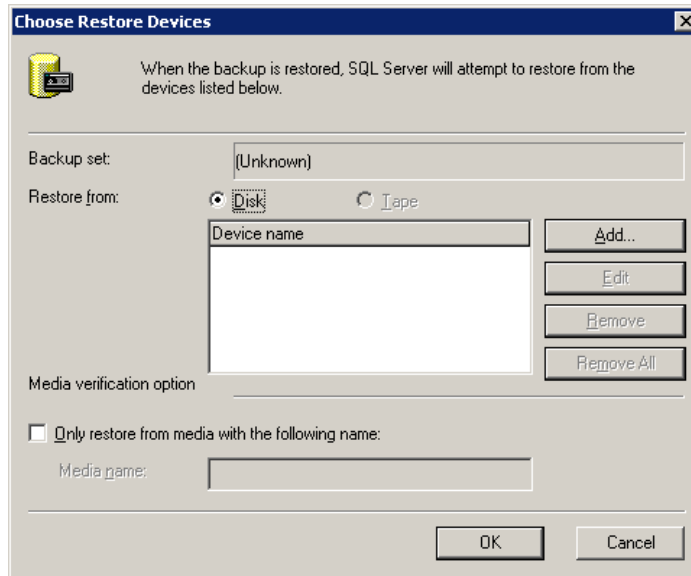 Choose Restore Devices
When the backup is restored, SQL Server will attempt to restore from the
devices listed below.
Backup set:
(Unknown)
Restore from:
Disk
Tape
Device name
Add...
Edit
Remove
Remove All
Media verification option
Only restore from media with the following name:
Media name:
OK
Cancel